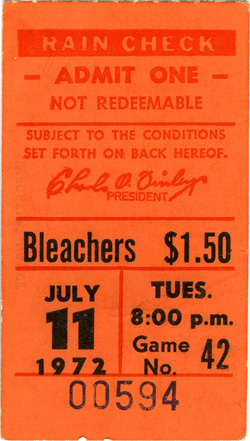 RAIN CHECK
– ADMIT ONE –
NOT REDEEMABLE
SUBJECT TO THE CONDITIONS
SET FORTH ON BACK HEREOF.
Charles O. Finley
PRESIDENT
Bleachers $1.50
JULY
11
1972
TUES.
8:00 p.m.
Game
No. 42
00594